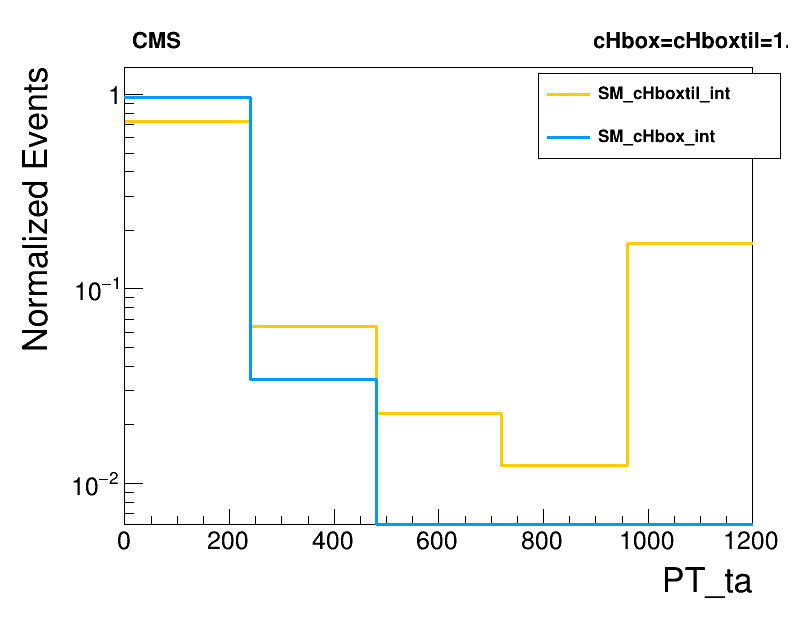 CMS
cHbox=cHboxtil=1.
Normalized Events
SM_cHboxtil_int
SM_cHbox_int
1
10⁻¹
10⁻²
0 200 400 600 800 1000 1200
PT_ta